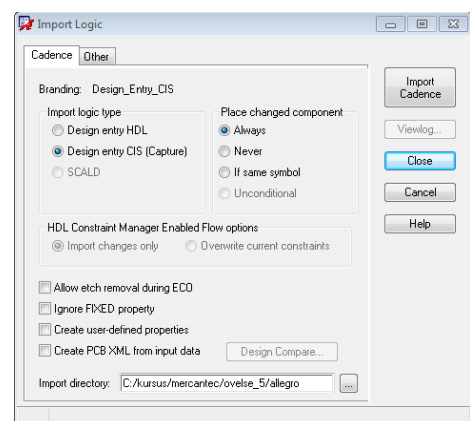 Import Logic
Cadence Other
Branding: Design_Entry_CIS
Import logic type
Design entry HDL
Design entry CIS (Capture)
SCALD
Place changed component
Always
Never
If same symbol
Unconditional
HDL Constraint Manager Enabled Flow options
Import changes only Overwrite current constraints
Allow etch removal during ECO
Ignore FIXED property
Create user-defined properties
Create PCB XML from input data Design Compare...
Import directory: C:/kursus/mercantec/ovelse_5/allegro ...
Import
Cadence
Viewlog...
Close
Cancel
Help